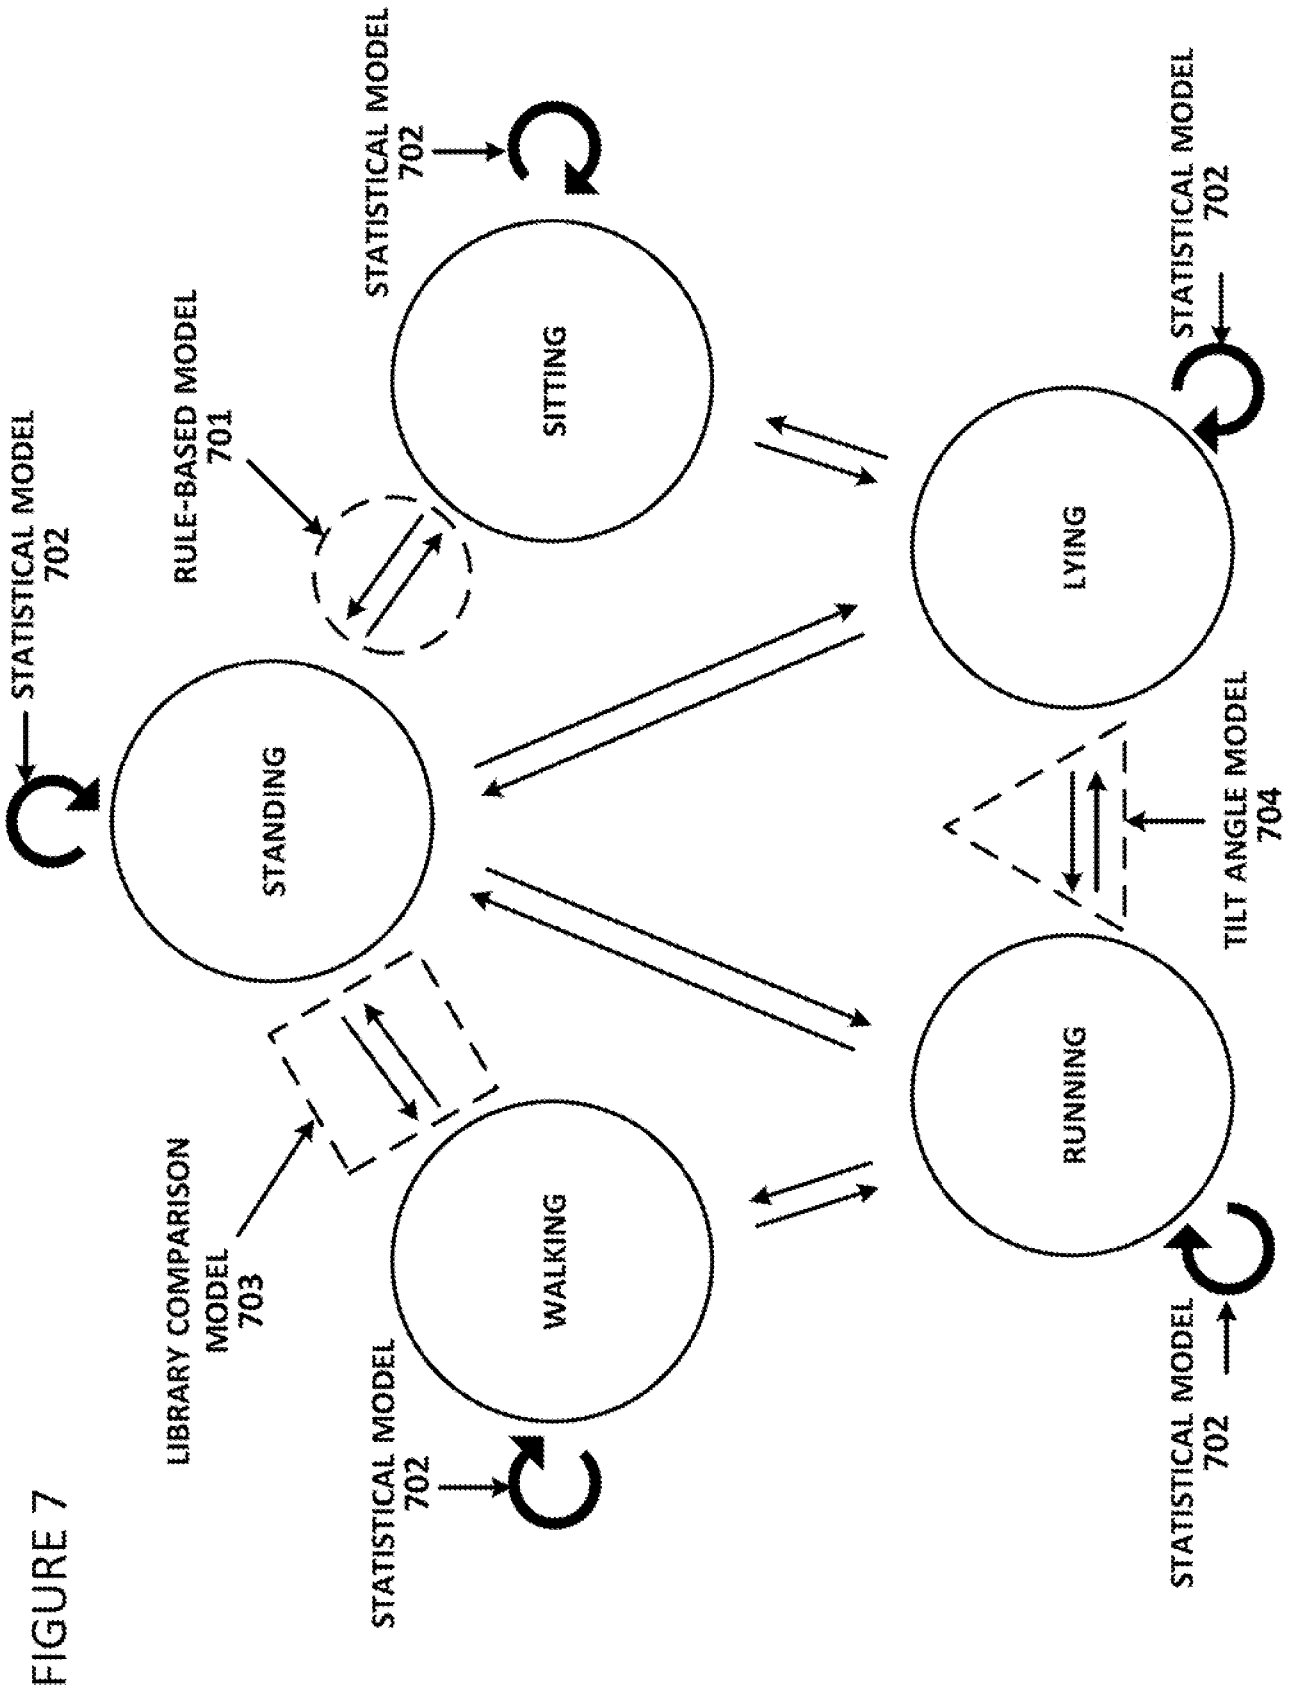 FIGURE 7
STATISTICAL MODEL
702
STANDING
LIBRARY COMPARISON
MODEL
703
RULE-BASED MODEL
701
STATISTICAL MODEL
702
WALKING
SITTING
STATISTICAL MODEL
702
RUNNING
LYING
STATISTICAL MODEL
702
TILT ANGLE MODEL
704
STATISTICAL MODEL
702